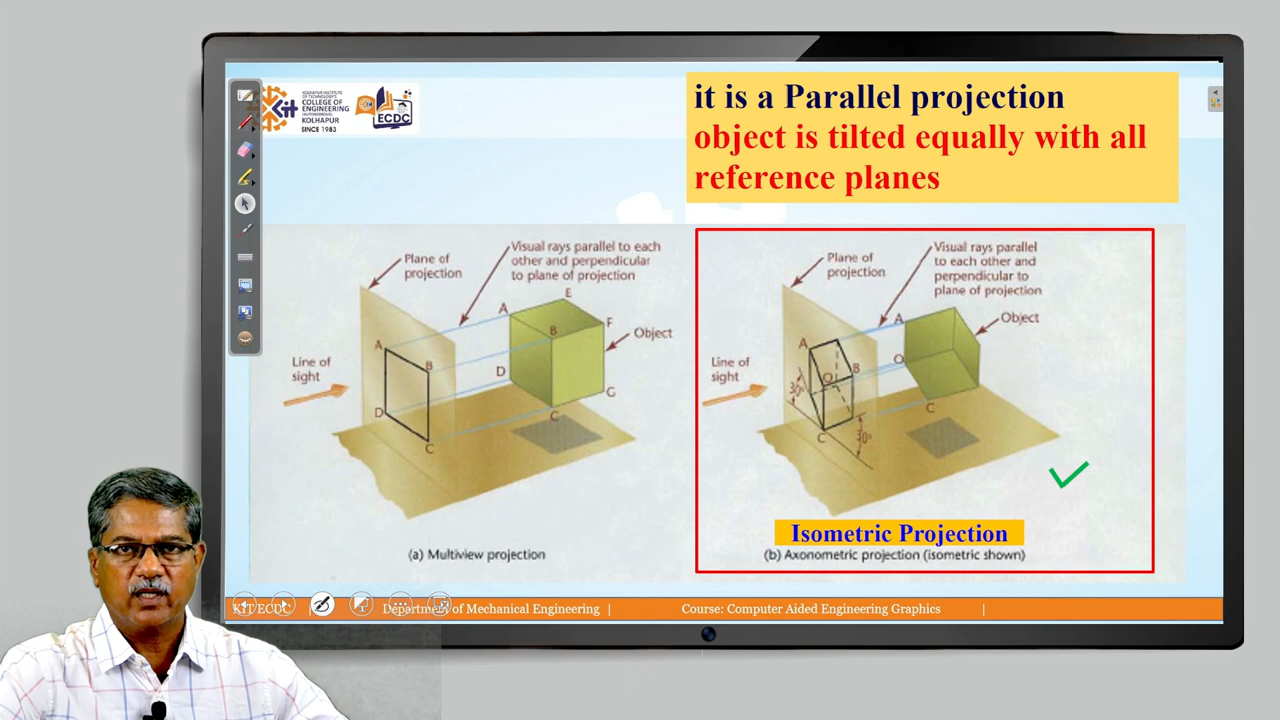 KOLHAPUR INSTITUTE
OF TECHNOLOGY'S
COLLEGE OF
ENGINEERING
(AUTONOMOUS),
KOLHAPUR
SINCE 1983
KIT
ECDC
it is a Parallel projection
object is tilted equally with all
reference planes
Plane of
projection
Visual rays parallel to each
other and perpendicular
to plane of projection
Object
Line of
sight
A
B
C
D
A
B
C
D
E
F
G
(a) Multiview projection
Plane of
projection
Visual rays parallel
to each other and
perpendicular to
plane of projection
Object
Line of
sight
A
B
O
C
30°
30°
A
O
C
Isometric Projection
(b) Axonometric projection (isometric shown)
KIT ECDC |
Department of Mechanical Engineering |
Course: Computer Aided Engineering Graphics |